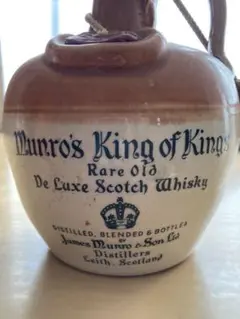 Munro's King of Kings
Rare Old
De Luxe Scotch Whisky
DISTILLED, BLENDED & BOTTLED
BY
James Munro & Son Ltd
Distillers
Leith, Scotland